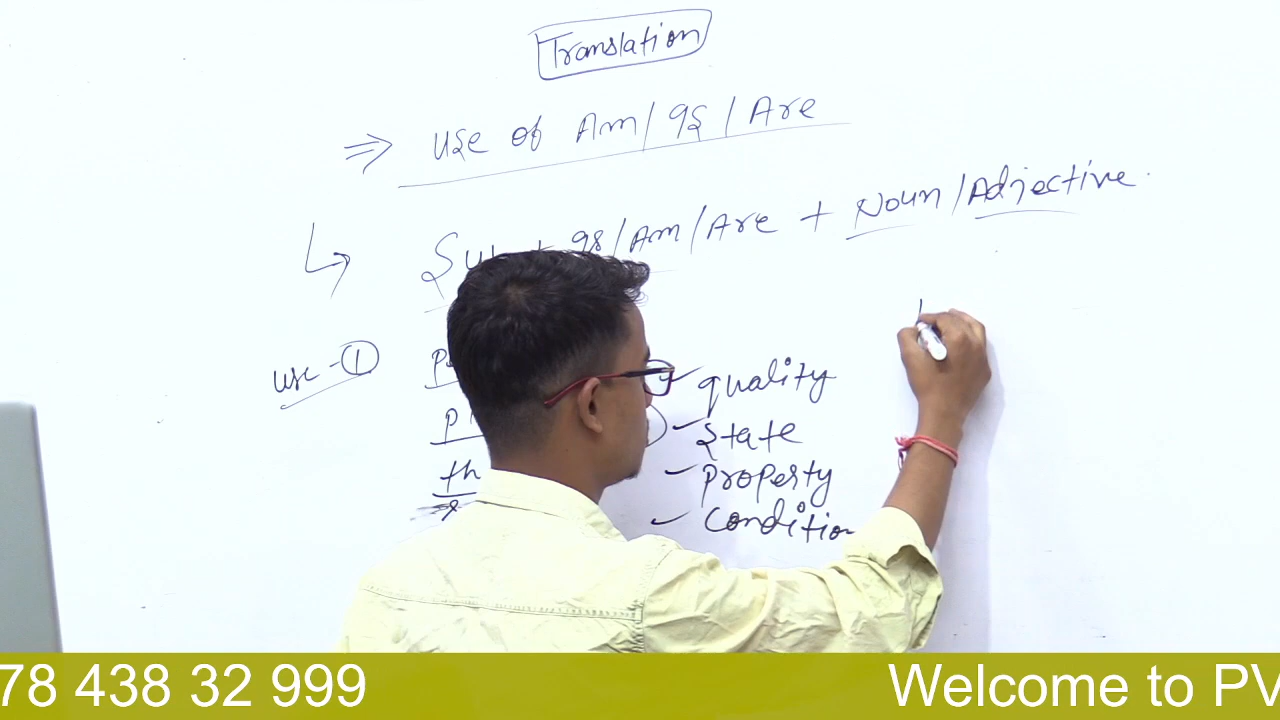 Translation
⇒ Use of Am/Is/Are
↳ + Is/Am/Are + Noun/Adjective.
use-①
quality
state
property
condition
78 438 32 999 Welcome to PV